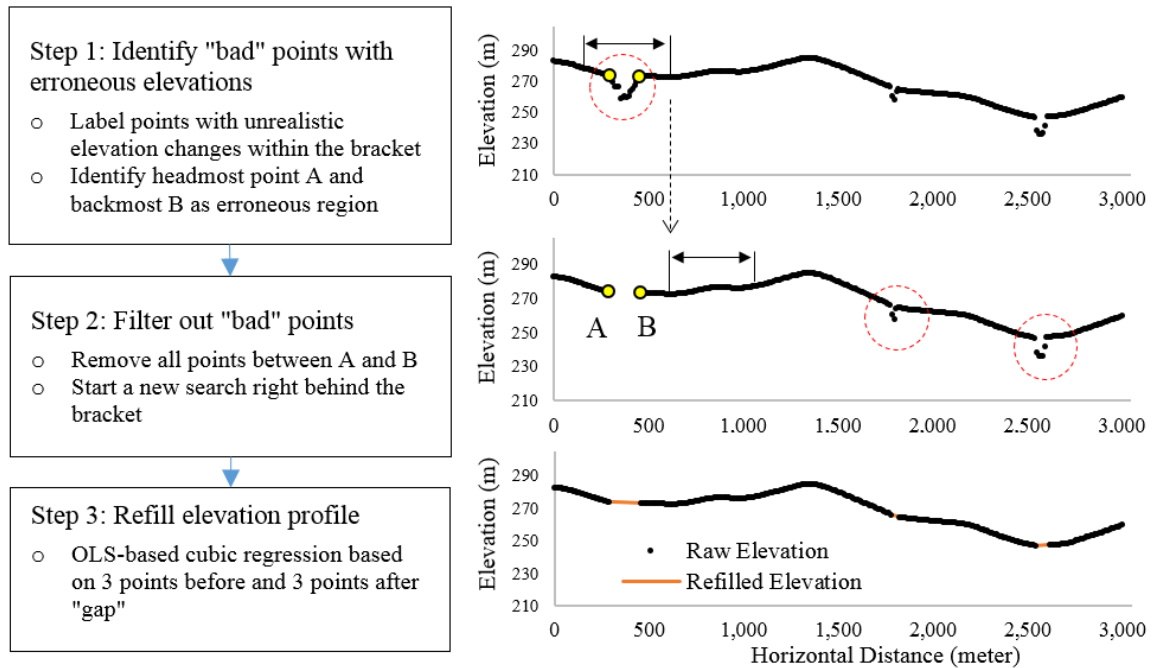 Step 1: Identify "bad" points with
erroneous elevations
o Label points with unrealistic
elevation changes within the bracket
o Identify headmost point A and
backmost B as erroneous region
Step 2: Filter out "bad" points
o Remove all points between A and B
o Start a new search right behind the
bracket
Step 3: Refill elevation profile
o OLS-based cubic regression based
on 3 points before and 3 points after
"gap"
Elevation (m)
290
270
250
230
210
0 500 1,000 1,500 2,000 2,500 3,000
Elevation (m)
290
270
250
230
210
A B
0 500 1,000 1,500 2,000 2,500 3,000
Elevation (m)
290
270
250
230
210
Raw Elevation
Refilled Elevation
0 500 1,000 1,500 2,000 2,500 3,000
Horizontal Distance (meter)